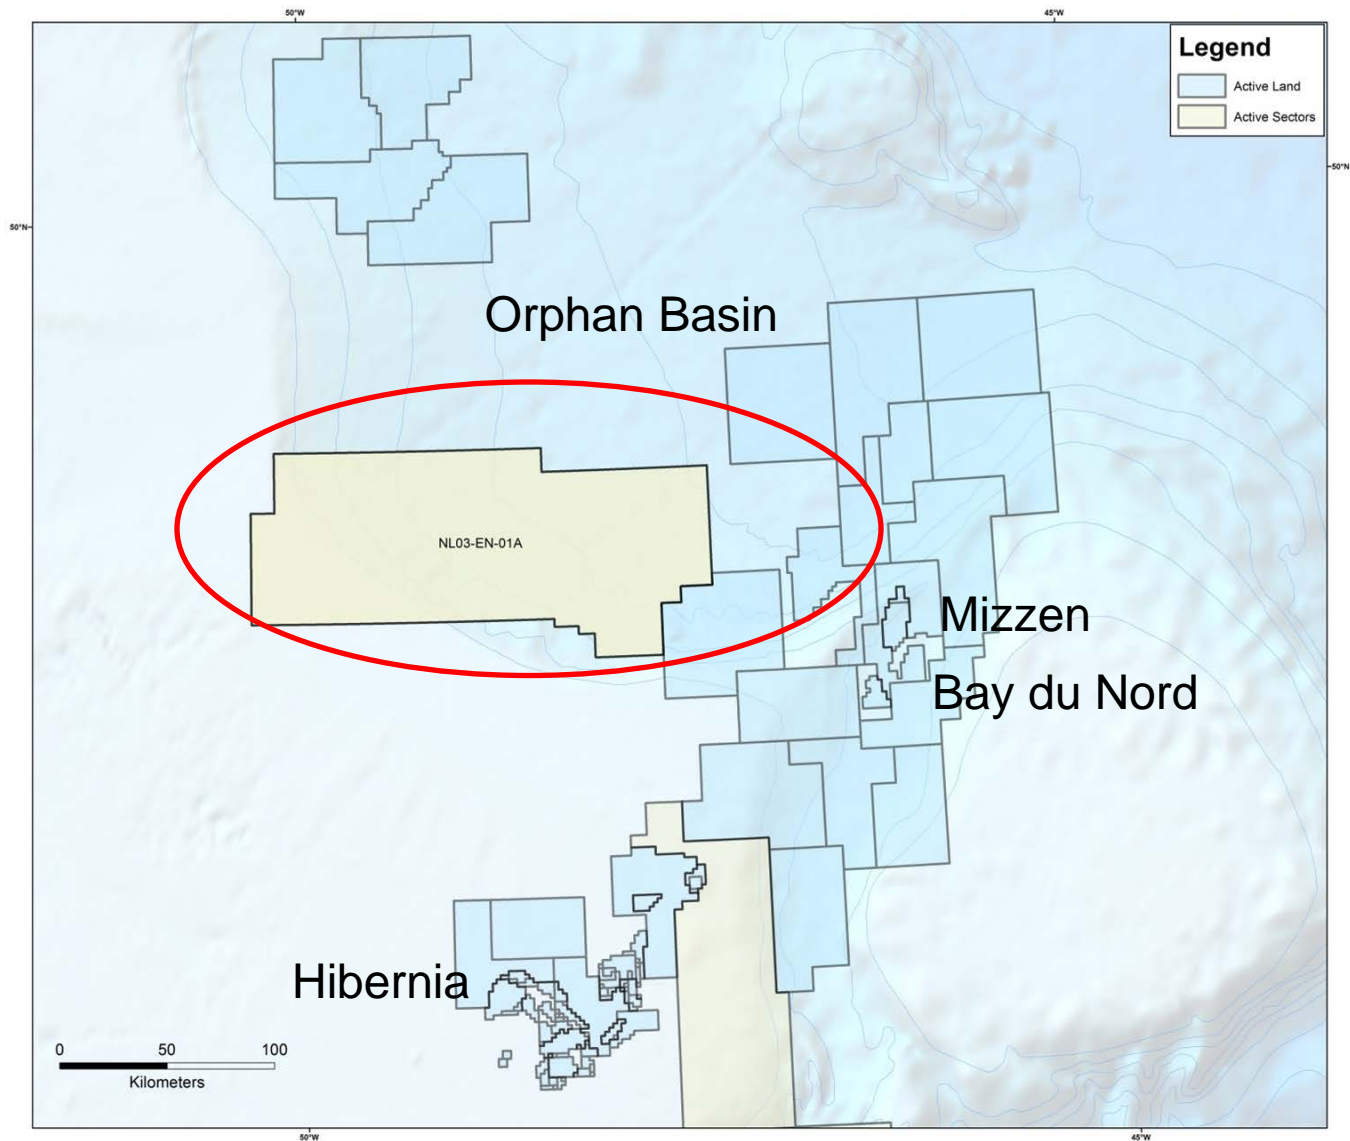 50°W
45°W
Legend
Active Land
Active Sectors
50°N
50°N
Orphan Basin
NL03-EN-01A
Mizzen
Bay du Nord
Hibernia
0 50 100
Kilometers
50°W
45°W